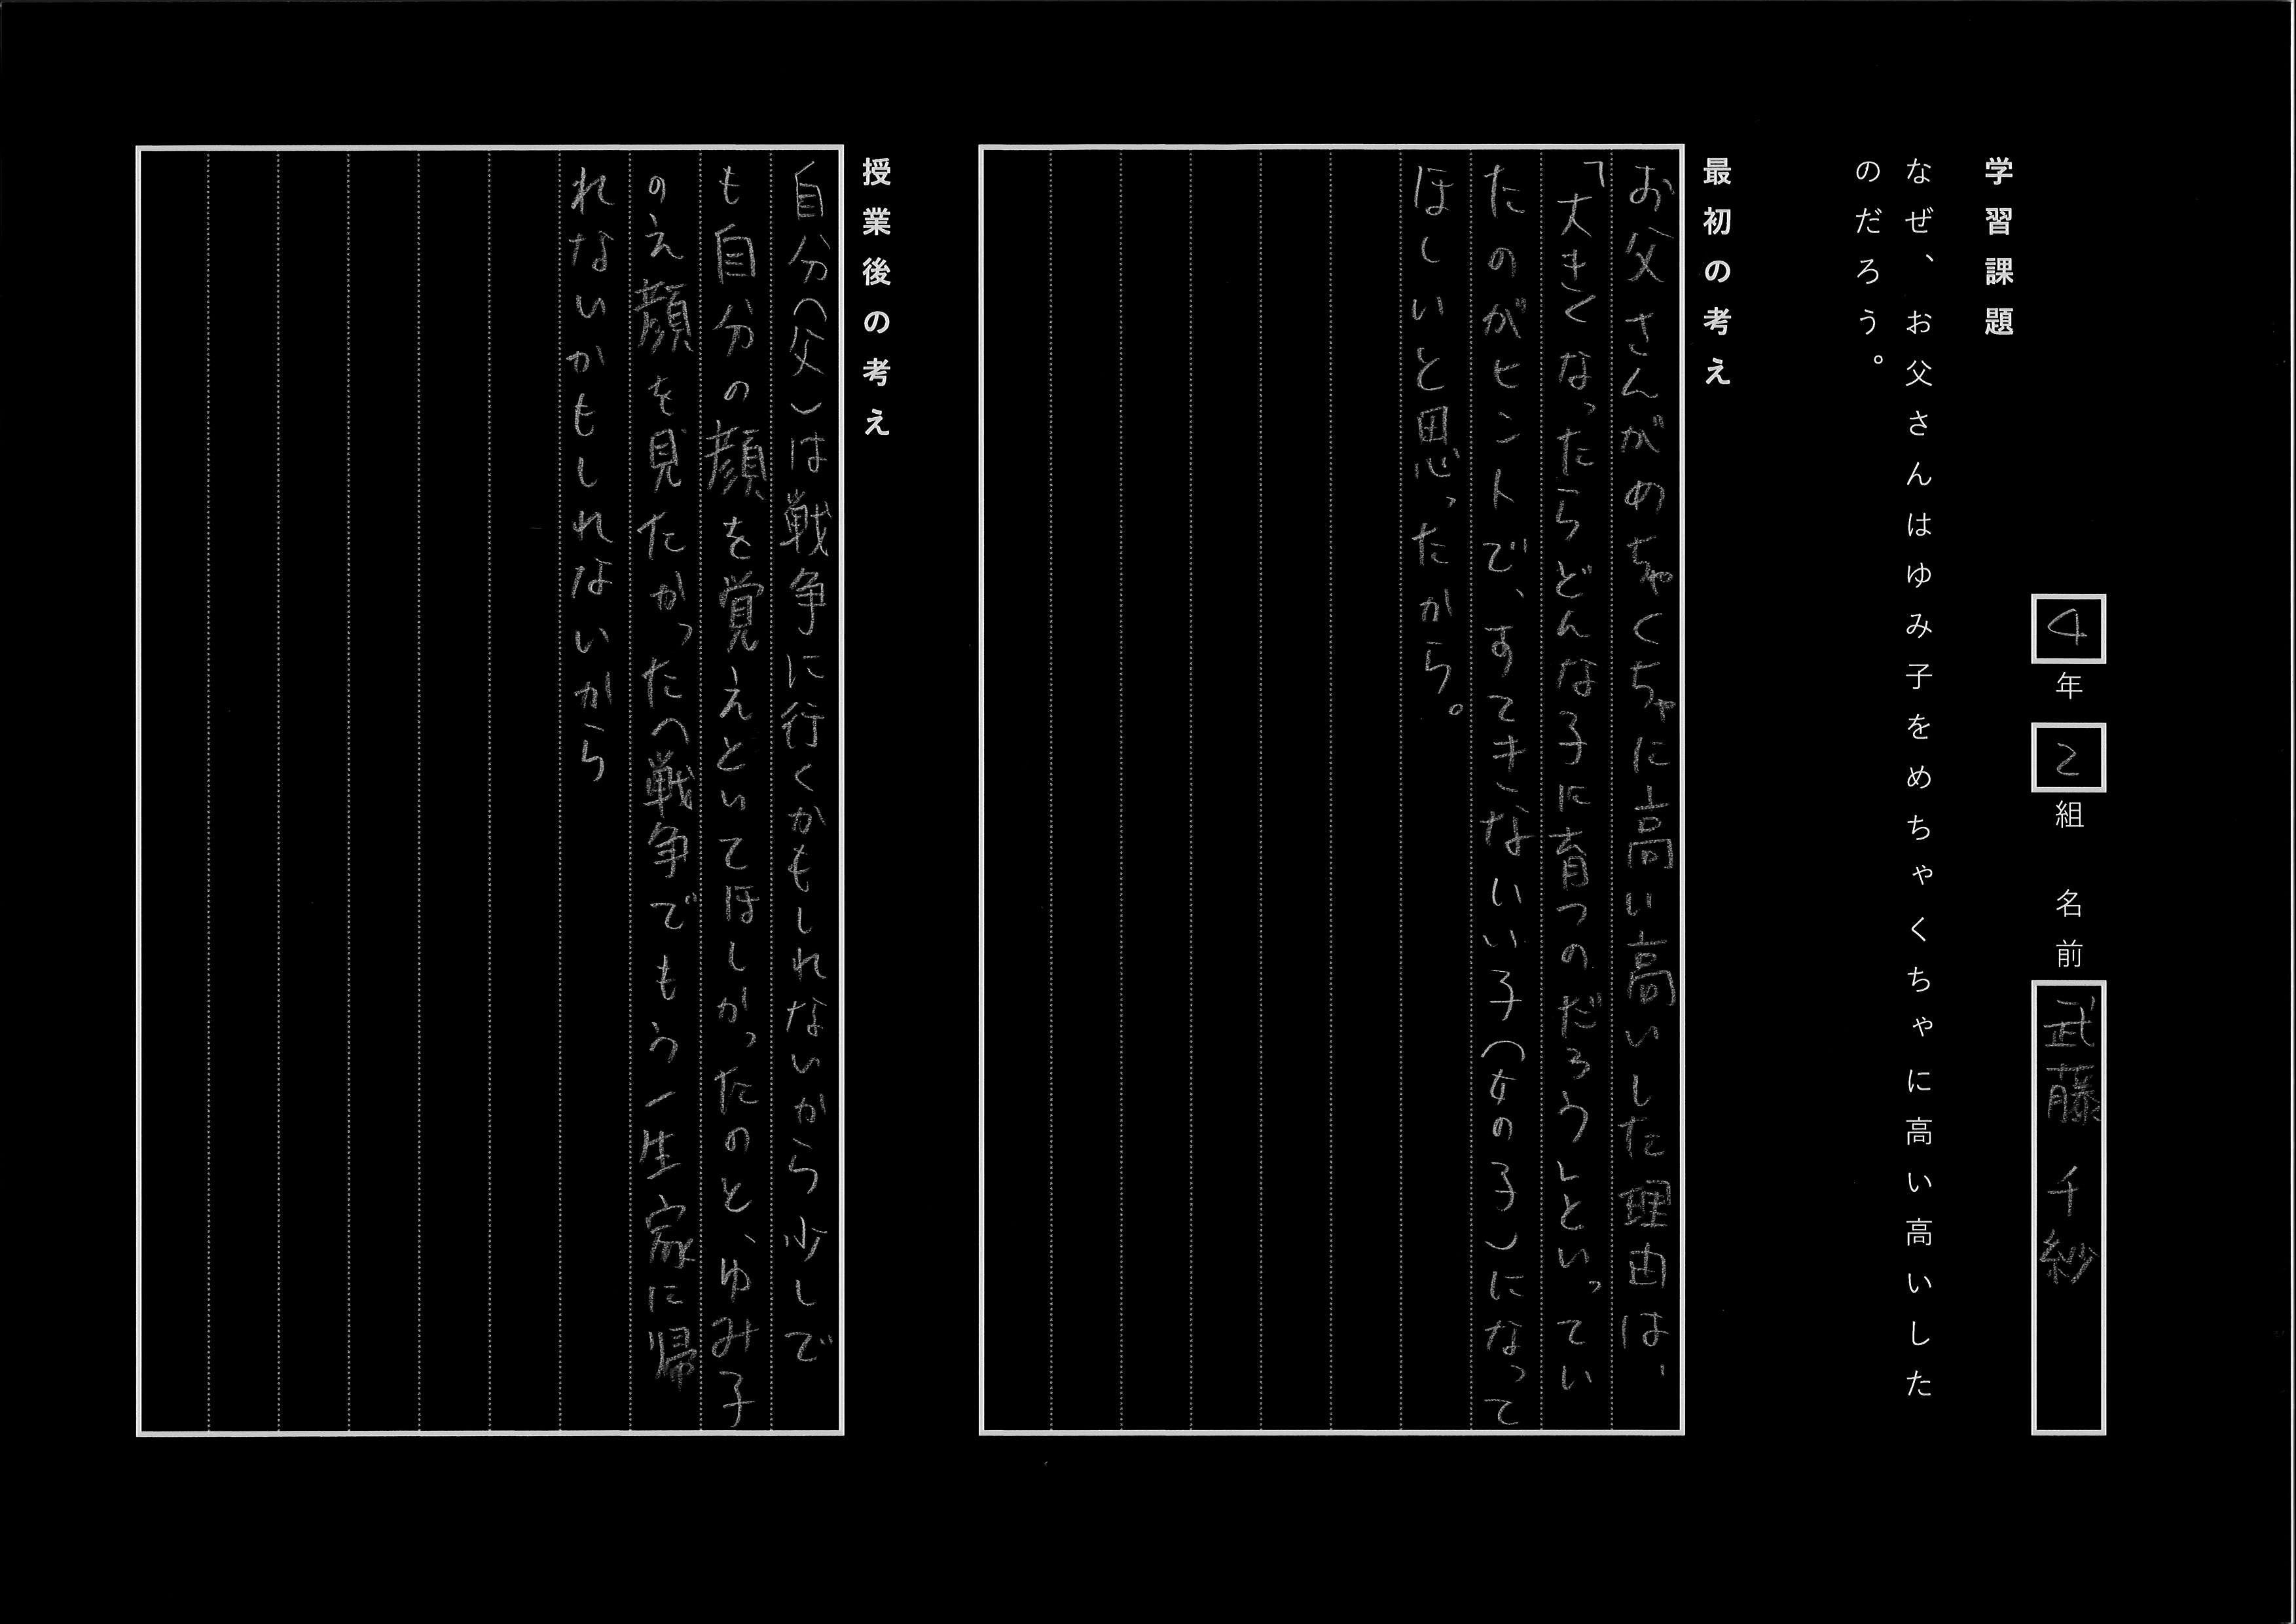 4年2組 名前 武藤 千紗
学習課題
なぜ、お父さんはゆみ子をめちゃくちゃに高い高いした
のだろう。
最初の考え
お父さんがめちゃくちゃに高い高いした理由は、
「大きくなったらどんな子に育つのだろう」といってい
たのがヒントで、すてきないい子(女の子)になって
ほしいと思ったから。
授業後の考え
自分(父)は戦争に行くかもしれないから少しで
も自分の顔を覚えといてほしかったのと、ゆみ子
のえ顔を見たかったへ戦争でもう一生家に帰
れないかもしれないから